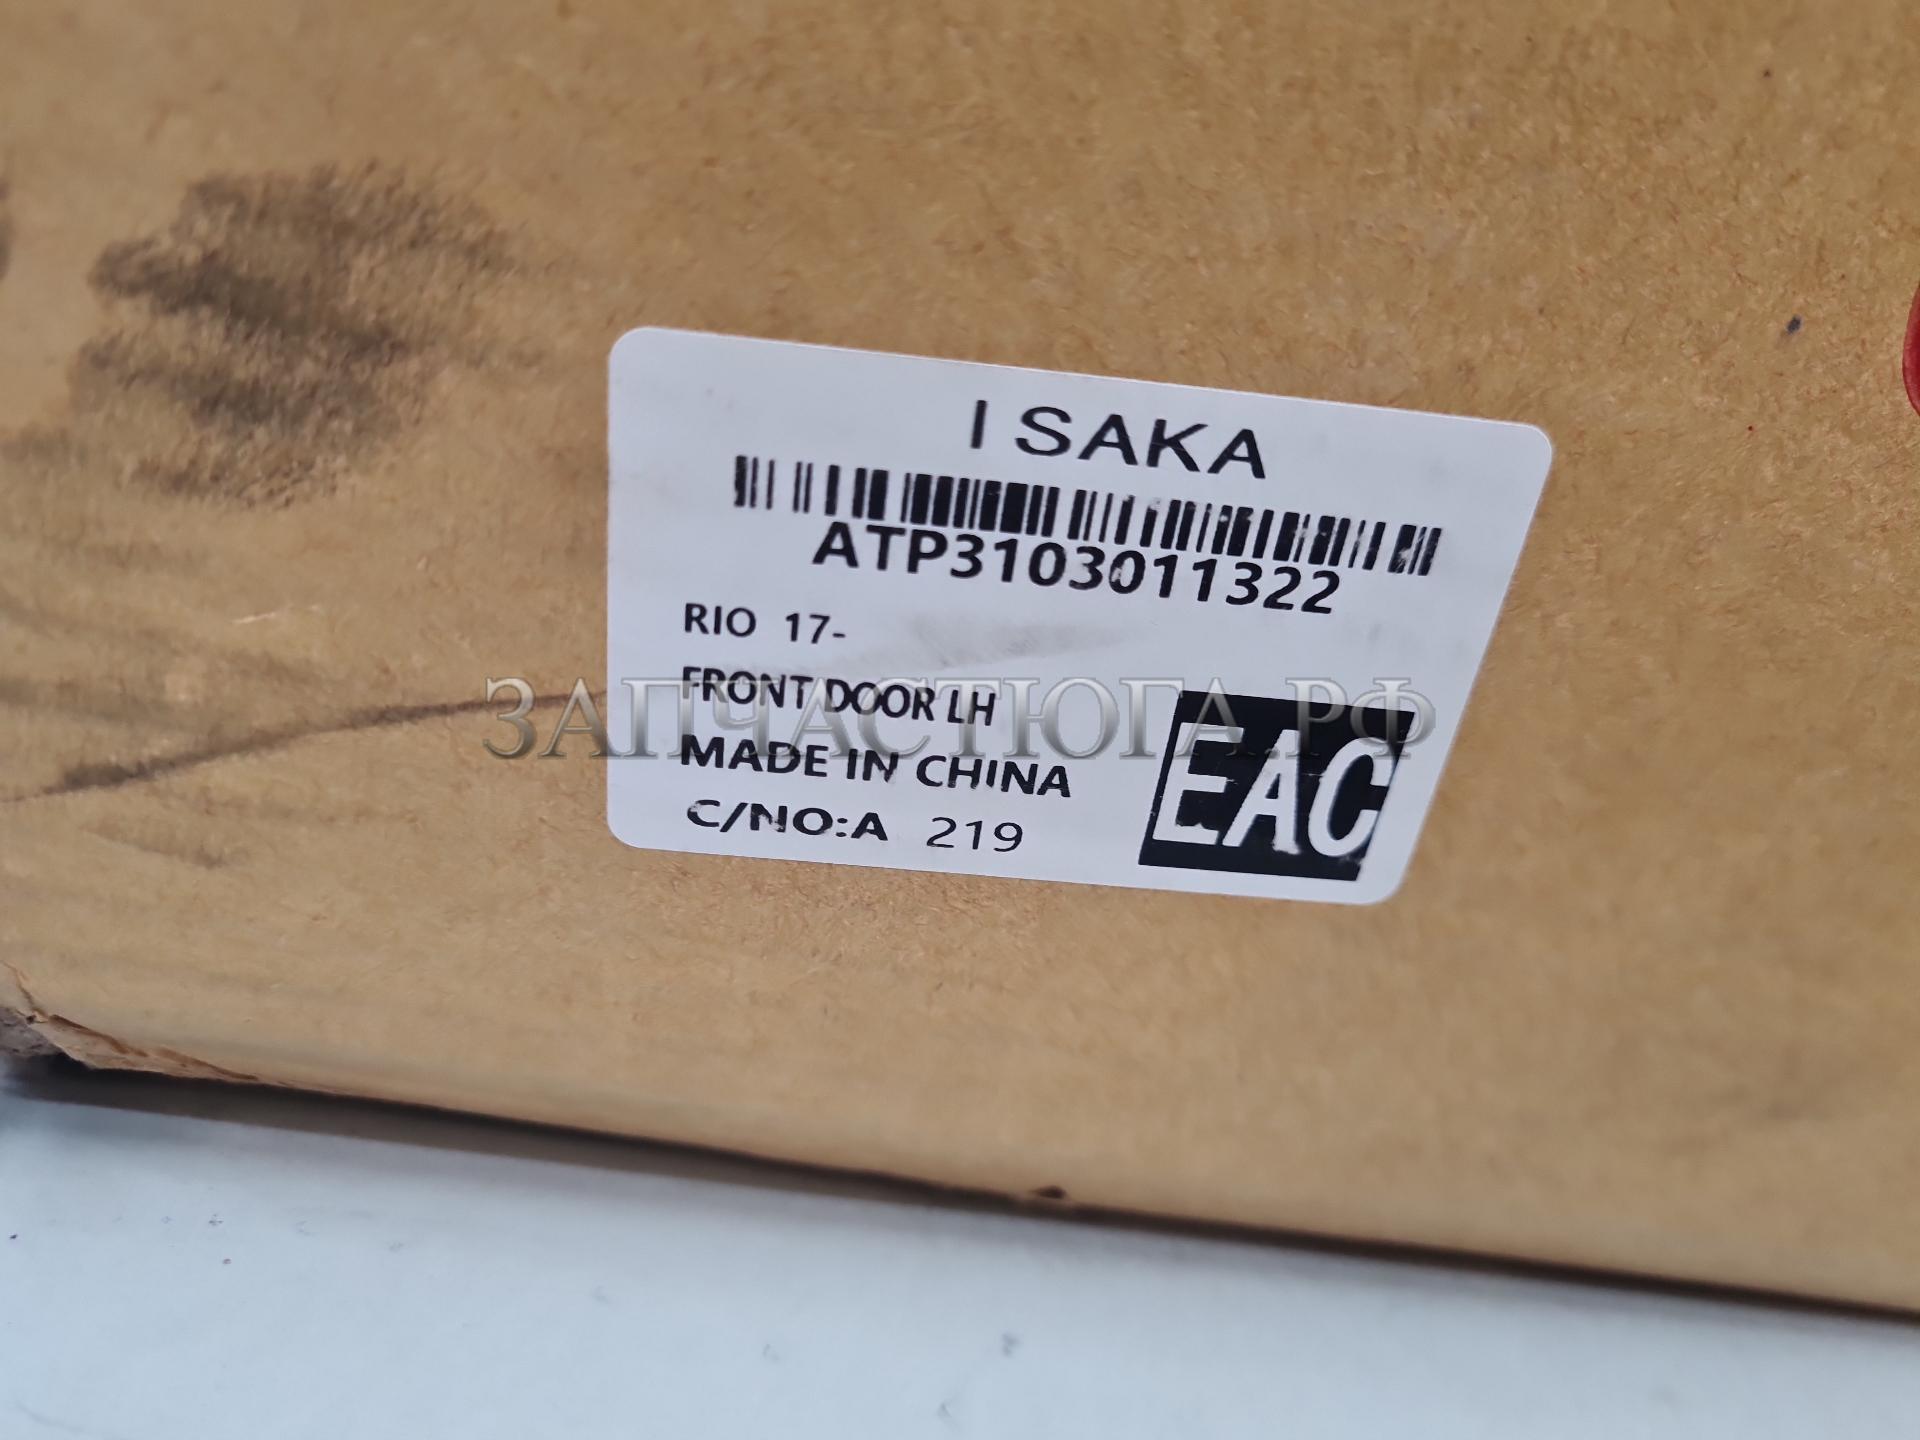 I SAKA
ATP3103011322
RIO 17-
FRONT DOOR LH
ЗАПЧАСТЮГА.РФ
MADE IN CHINA
C/NO:A 219
EAC